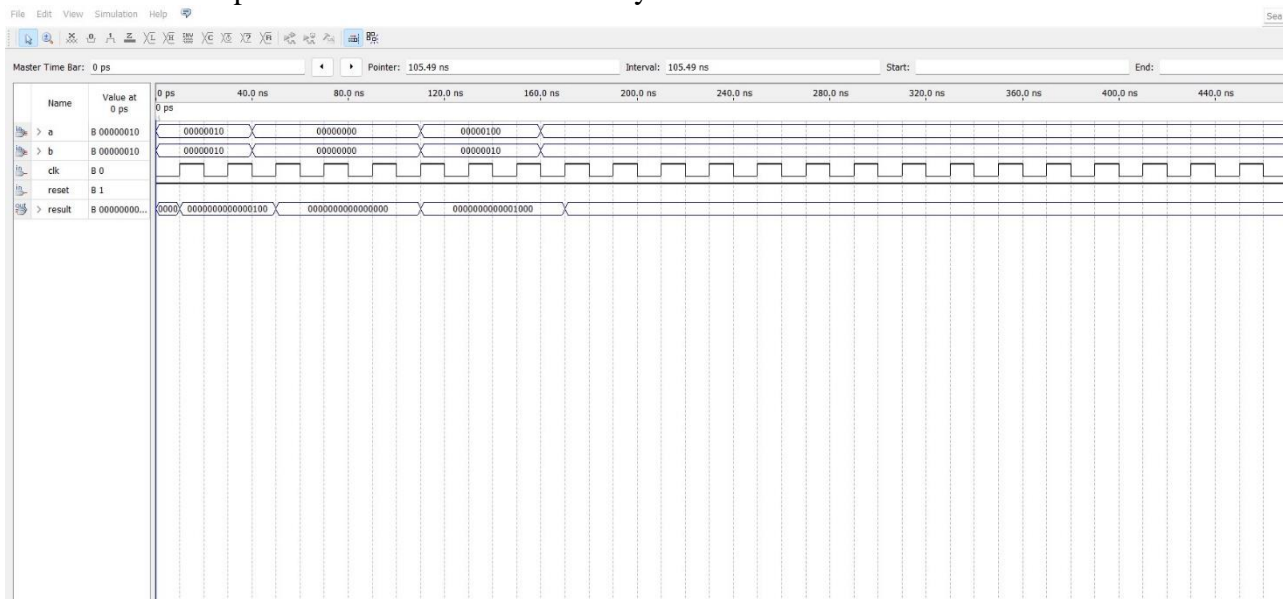 File Edit View Simulation Help
Sea
Master Time Bar: 0 ps Pointer: 105.49 ns Interval: 105.49 ns Start: End:
Name Value at 0 ps
0 ps 40.0 ns 80.0 ns 120.0 ns 160.0 ns 200.0 ns 240.0 ns 280.0 ns 320.0 ns 360.0 ns 400.0 ns 440.0 ns
0 ps
> a B 00000010 00000010 00000000 00000100
> b B 00000010 00000010 00000000 00000010
clk B 0
reset B 1
> result B 00000000... 0000 0000000000000100 0000000000000000 0000000000001000